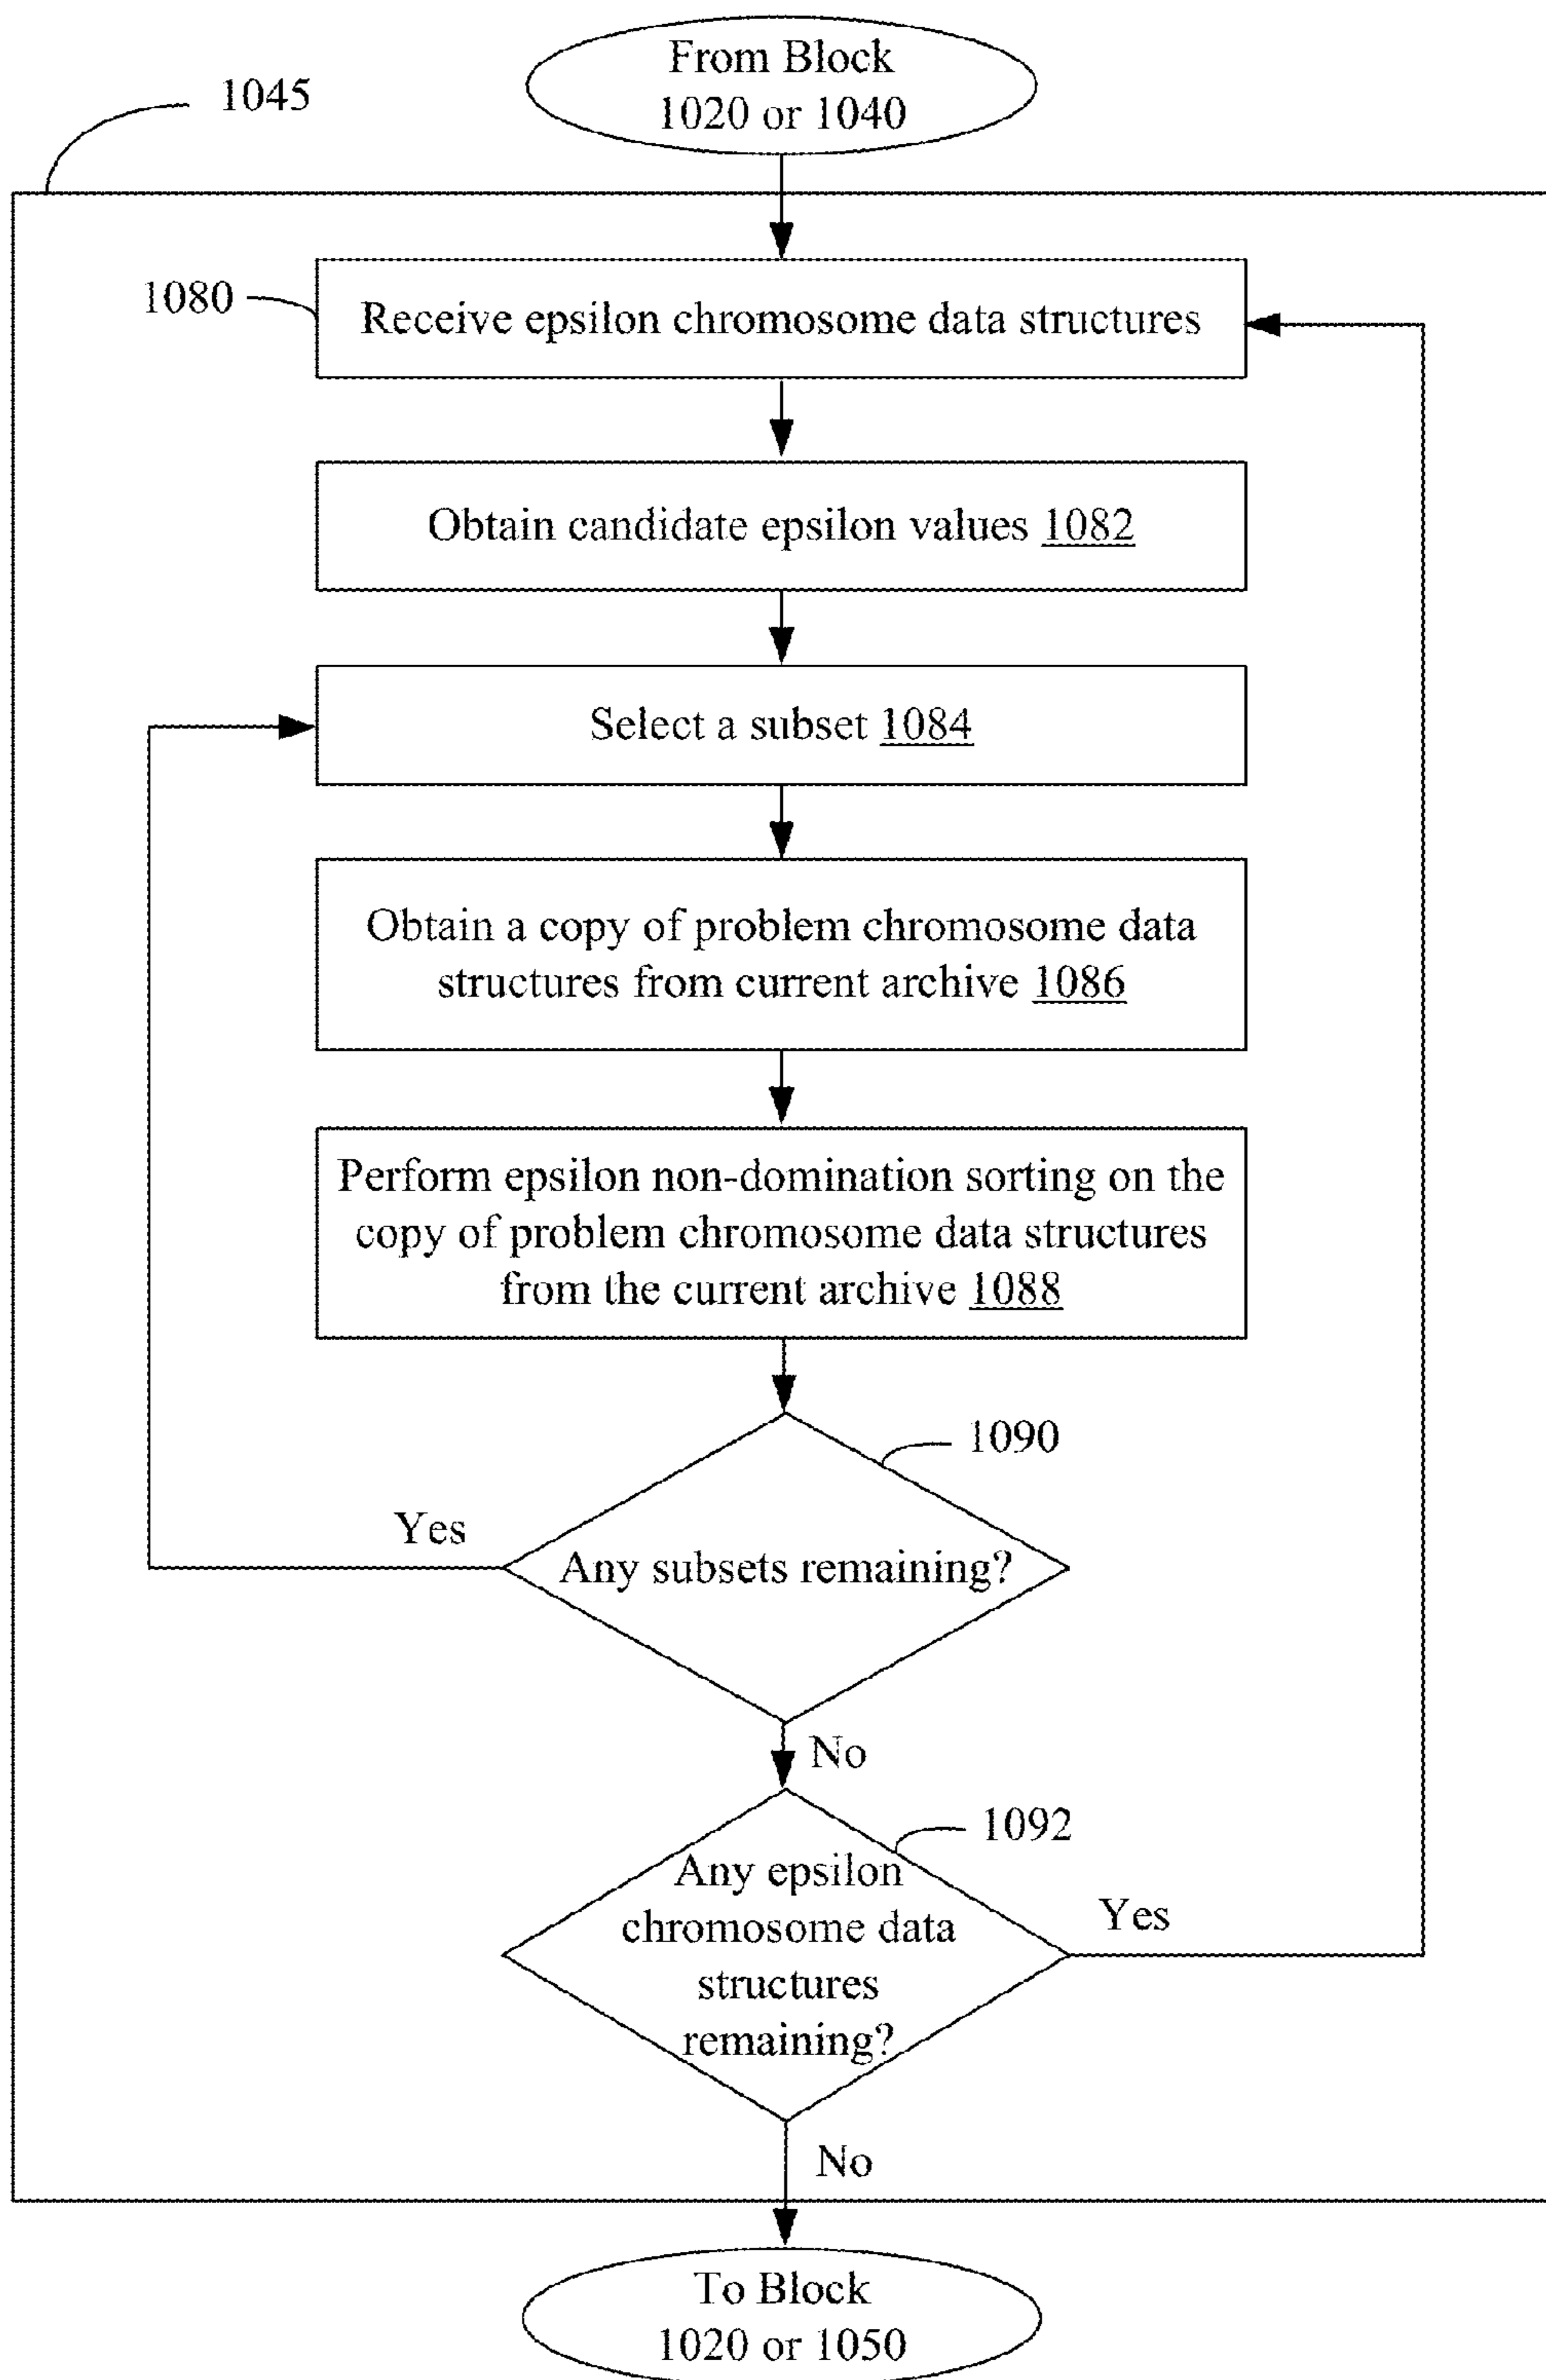 From Block
1020 or 1040
1045
1080
Receive epsilon chromosome data structures
Obtain candidate epsilon values 1082
Select a subset 1084
Obtain a copy of problem chromosome data
structures from current archive 1086
Perform epsilon non-domination sorting on the
copy of problem chromosome data structures
from the current archive 1088
1090
Yes
Any subsets remaining?
No
1092
Any epsilon
chromosome data
structures
remaining?
Yes
No
To Block
1020 or 1050